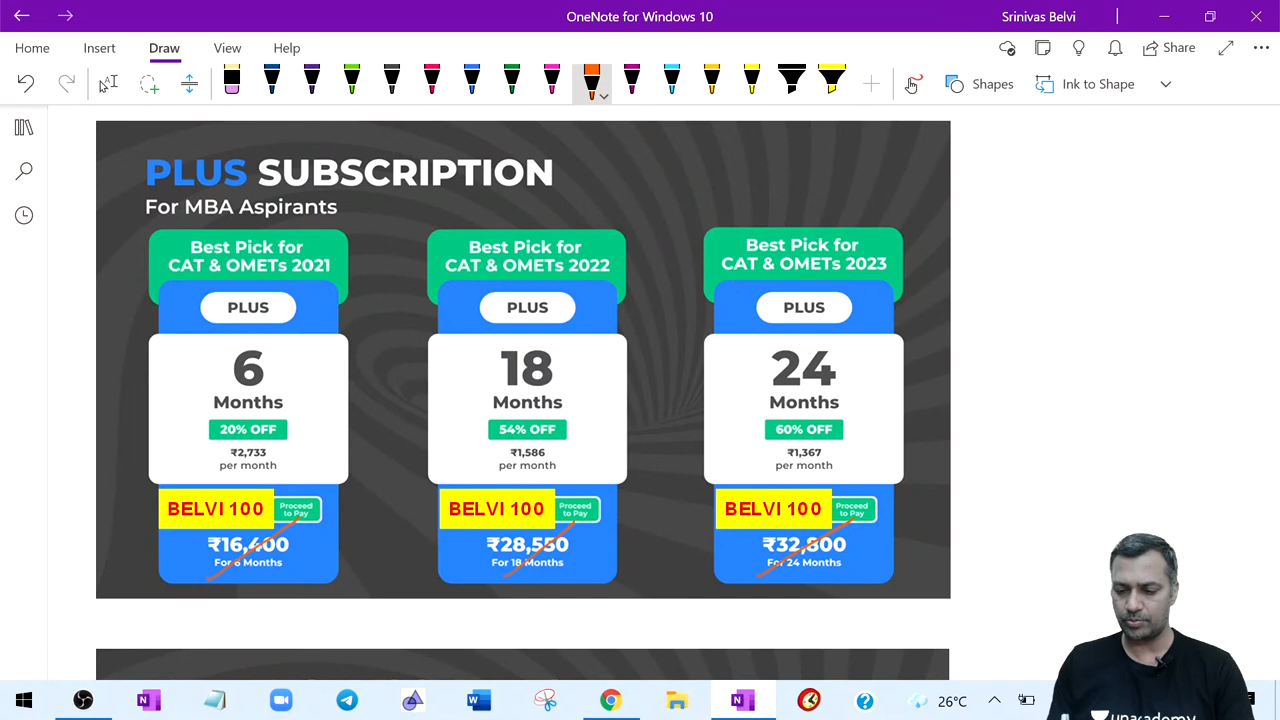 OneNote for Windows 10
Srinivas Belvi
Home Insert Draw View Help
Share
Shapes
Ink to Shape
PLUS SUBSCRIPTION
For MBA Aspirants
Best Pick for
CAT & OMETs 2021
PLUS
6
Months
20% OFF
₹2,733
per month
BELVI 100
Proceed
to Pay
₹16,400
For 6 Months
Best Pick for
CAT & OMETs 2022
PLUS
18
Months
54% OFF
₹1,586
per month
BELVI 100
Proceed
to Pay
₹28,550
For 18 Months
Best Pick for
CAT & OMETs 2023
PLUS
24
Months
60% OFF
₹1,367
per month
BELVI 100
Proceed
to Pay
₹32,800
For 24 Months
unacademy
26°C